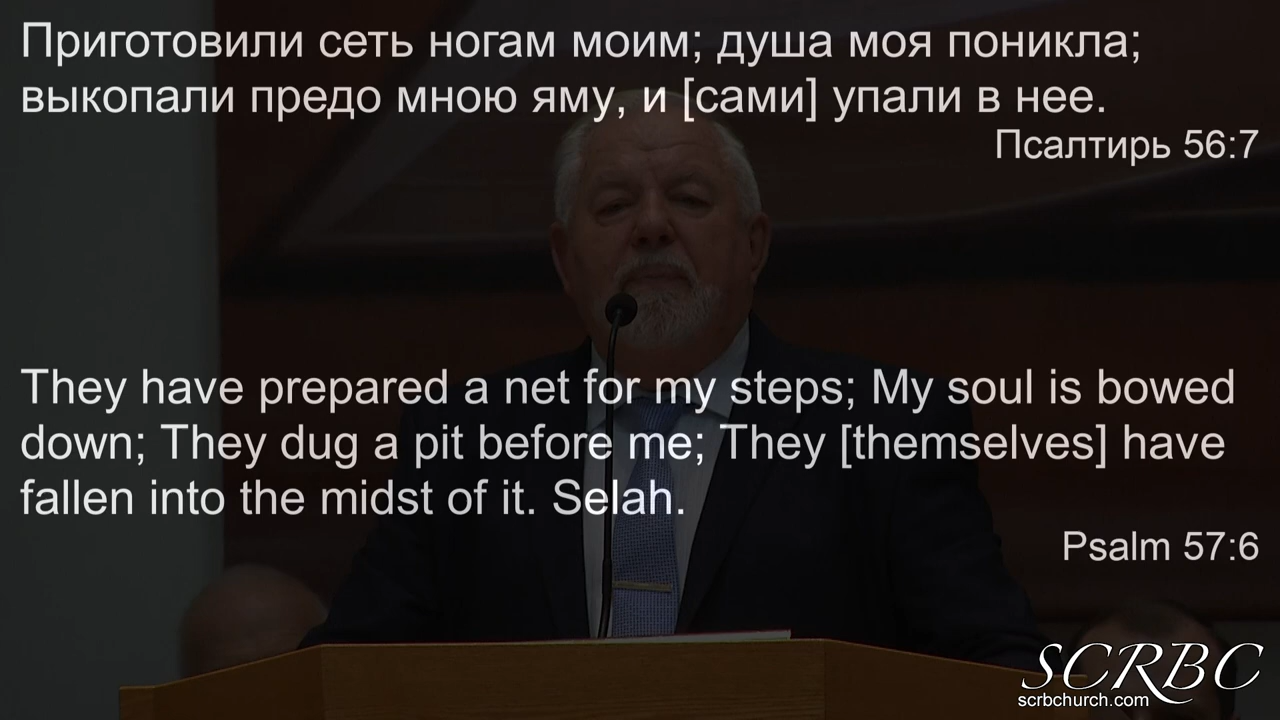 Приготовили сеть ногам моим; душа моя поникла;
выкопали предо мною яму, и [сами] упали в нее.
Псалтирь 56:7
They have prepared a net for my steps; My soul is bowed
down; They dug a pit before me; They [themselves] have
fallen into the midst of it. Selah.
Psalm 57:6
SCRBC
scrbchurch.com